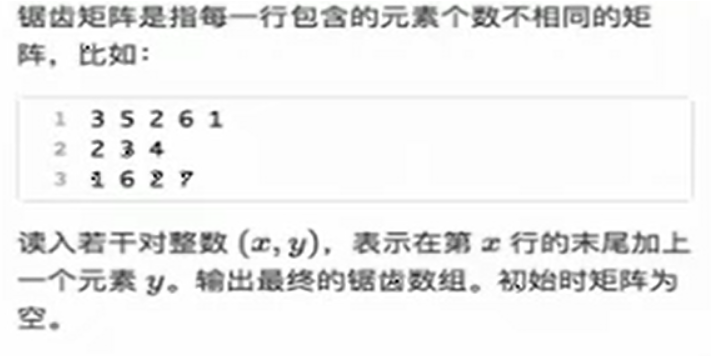 锯齿矩阵是指每一行包含的元素个数不相同的矩
阵，比如：
1 3 5 2 6 1
2 2 3 4
3 1 6 2 7
读入若干对整数 (x, y)，表示在第 x 行的末尾加上
一个元素 y。输出最终的锯齿数组。初始时矩阵为
空。